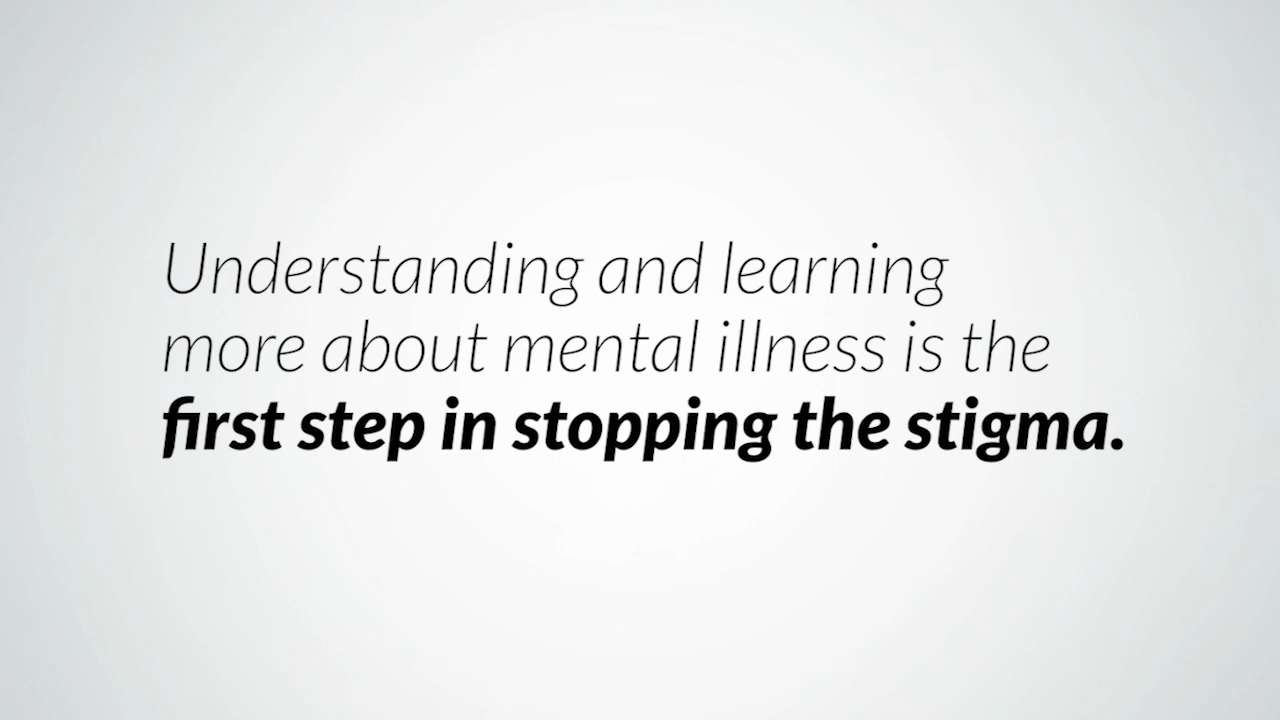 Understanding and learning
more about mental illness is the
first step in stopping the stigma.